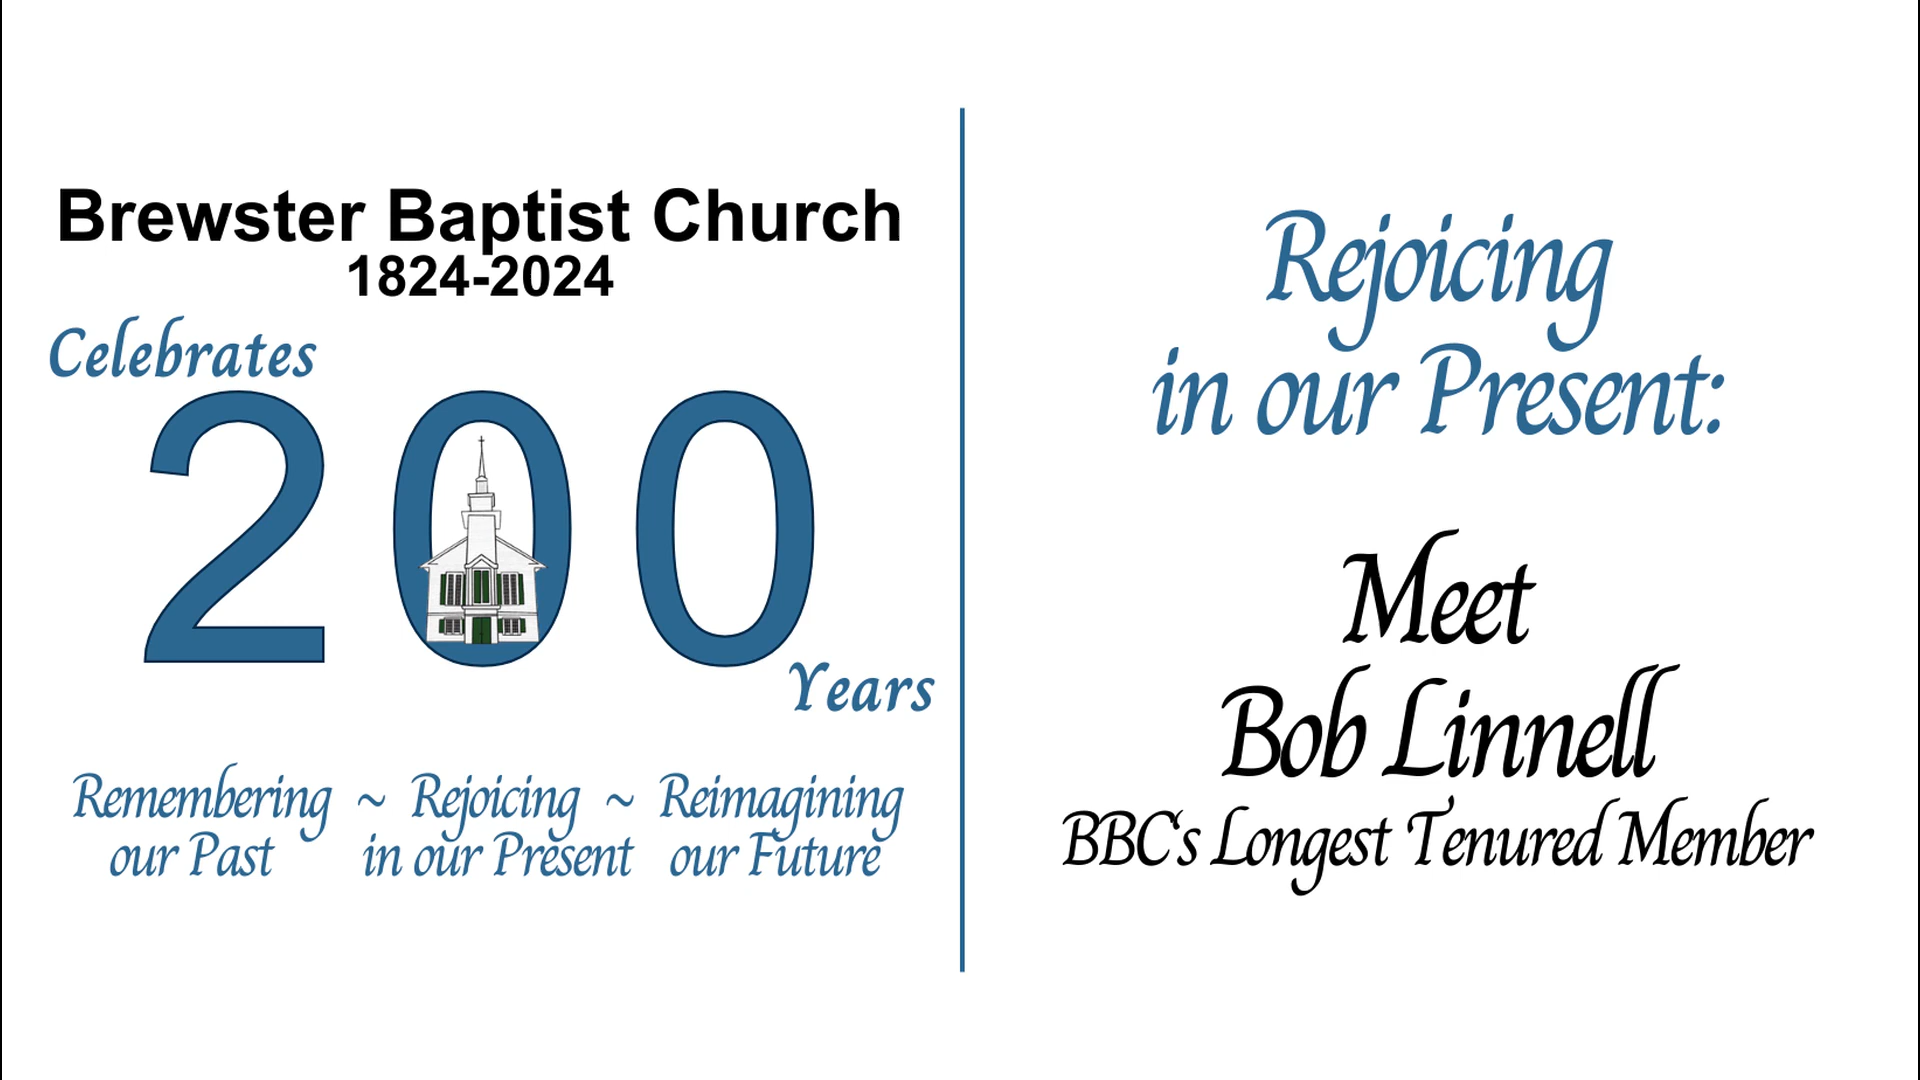 Brewster Baptist Church
1824-2024
Celebrates
200
Years
Remembering ~ Rejoicing ~ Reimagining
our Past in our Present our Future
Rejoicing
in our Present:
Meet
Bob Linnell
BBC's Longest Tenured Member